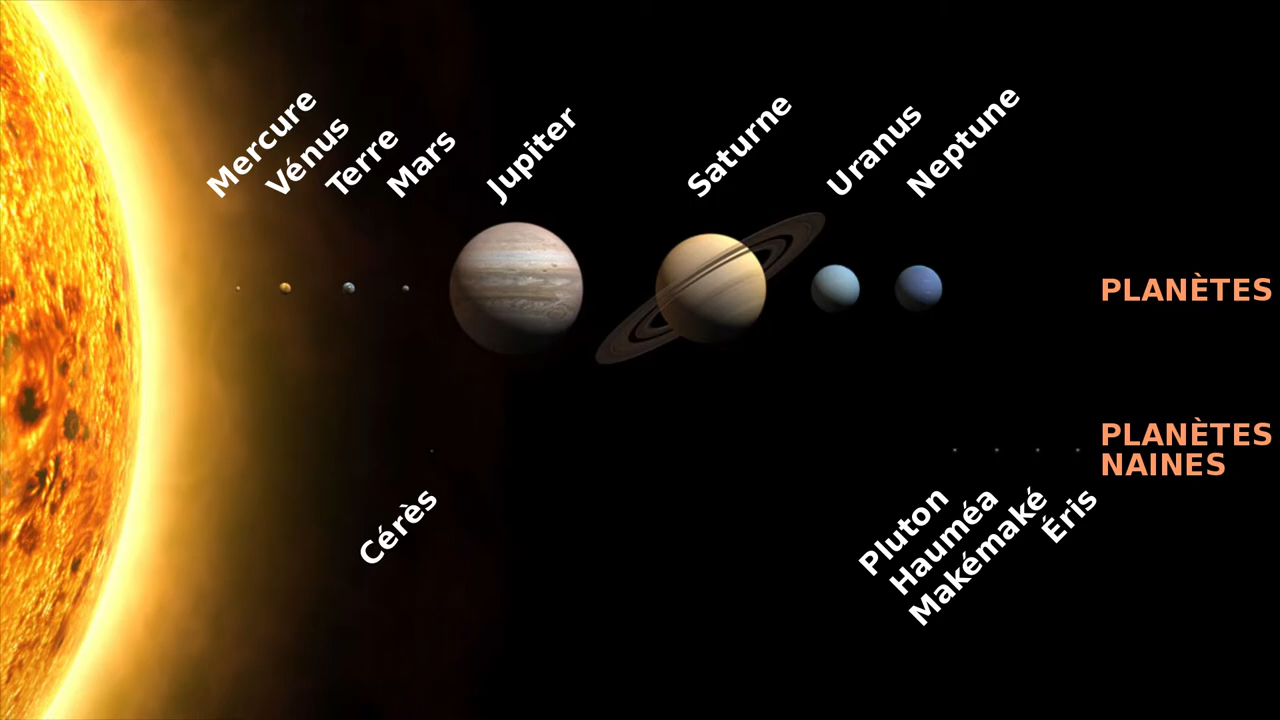 Mercure
Vénus
Terre
Mars
Jupiter
Saturne
Uranus
Neptune
PLANÈTES
PLANÈTES
NAINES
Cérès
Pluton
Hauméa
Makémaké
Éris